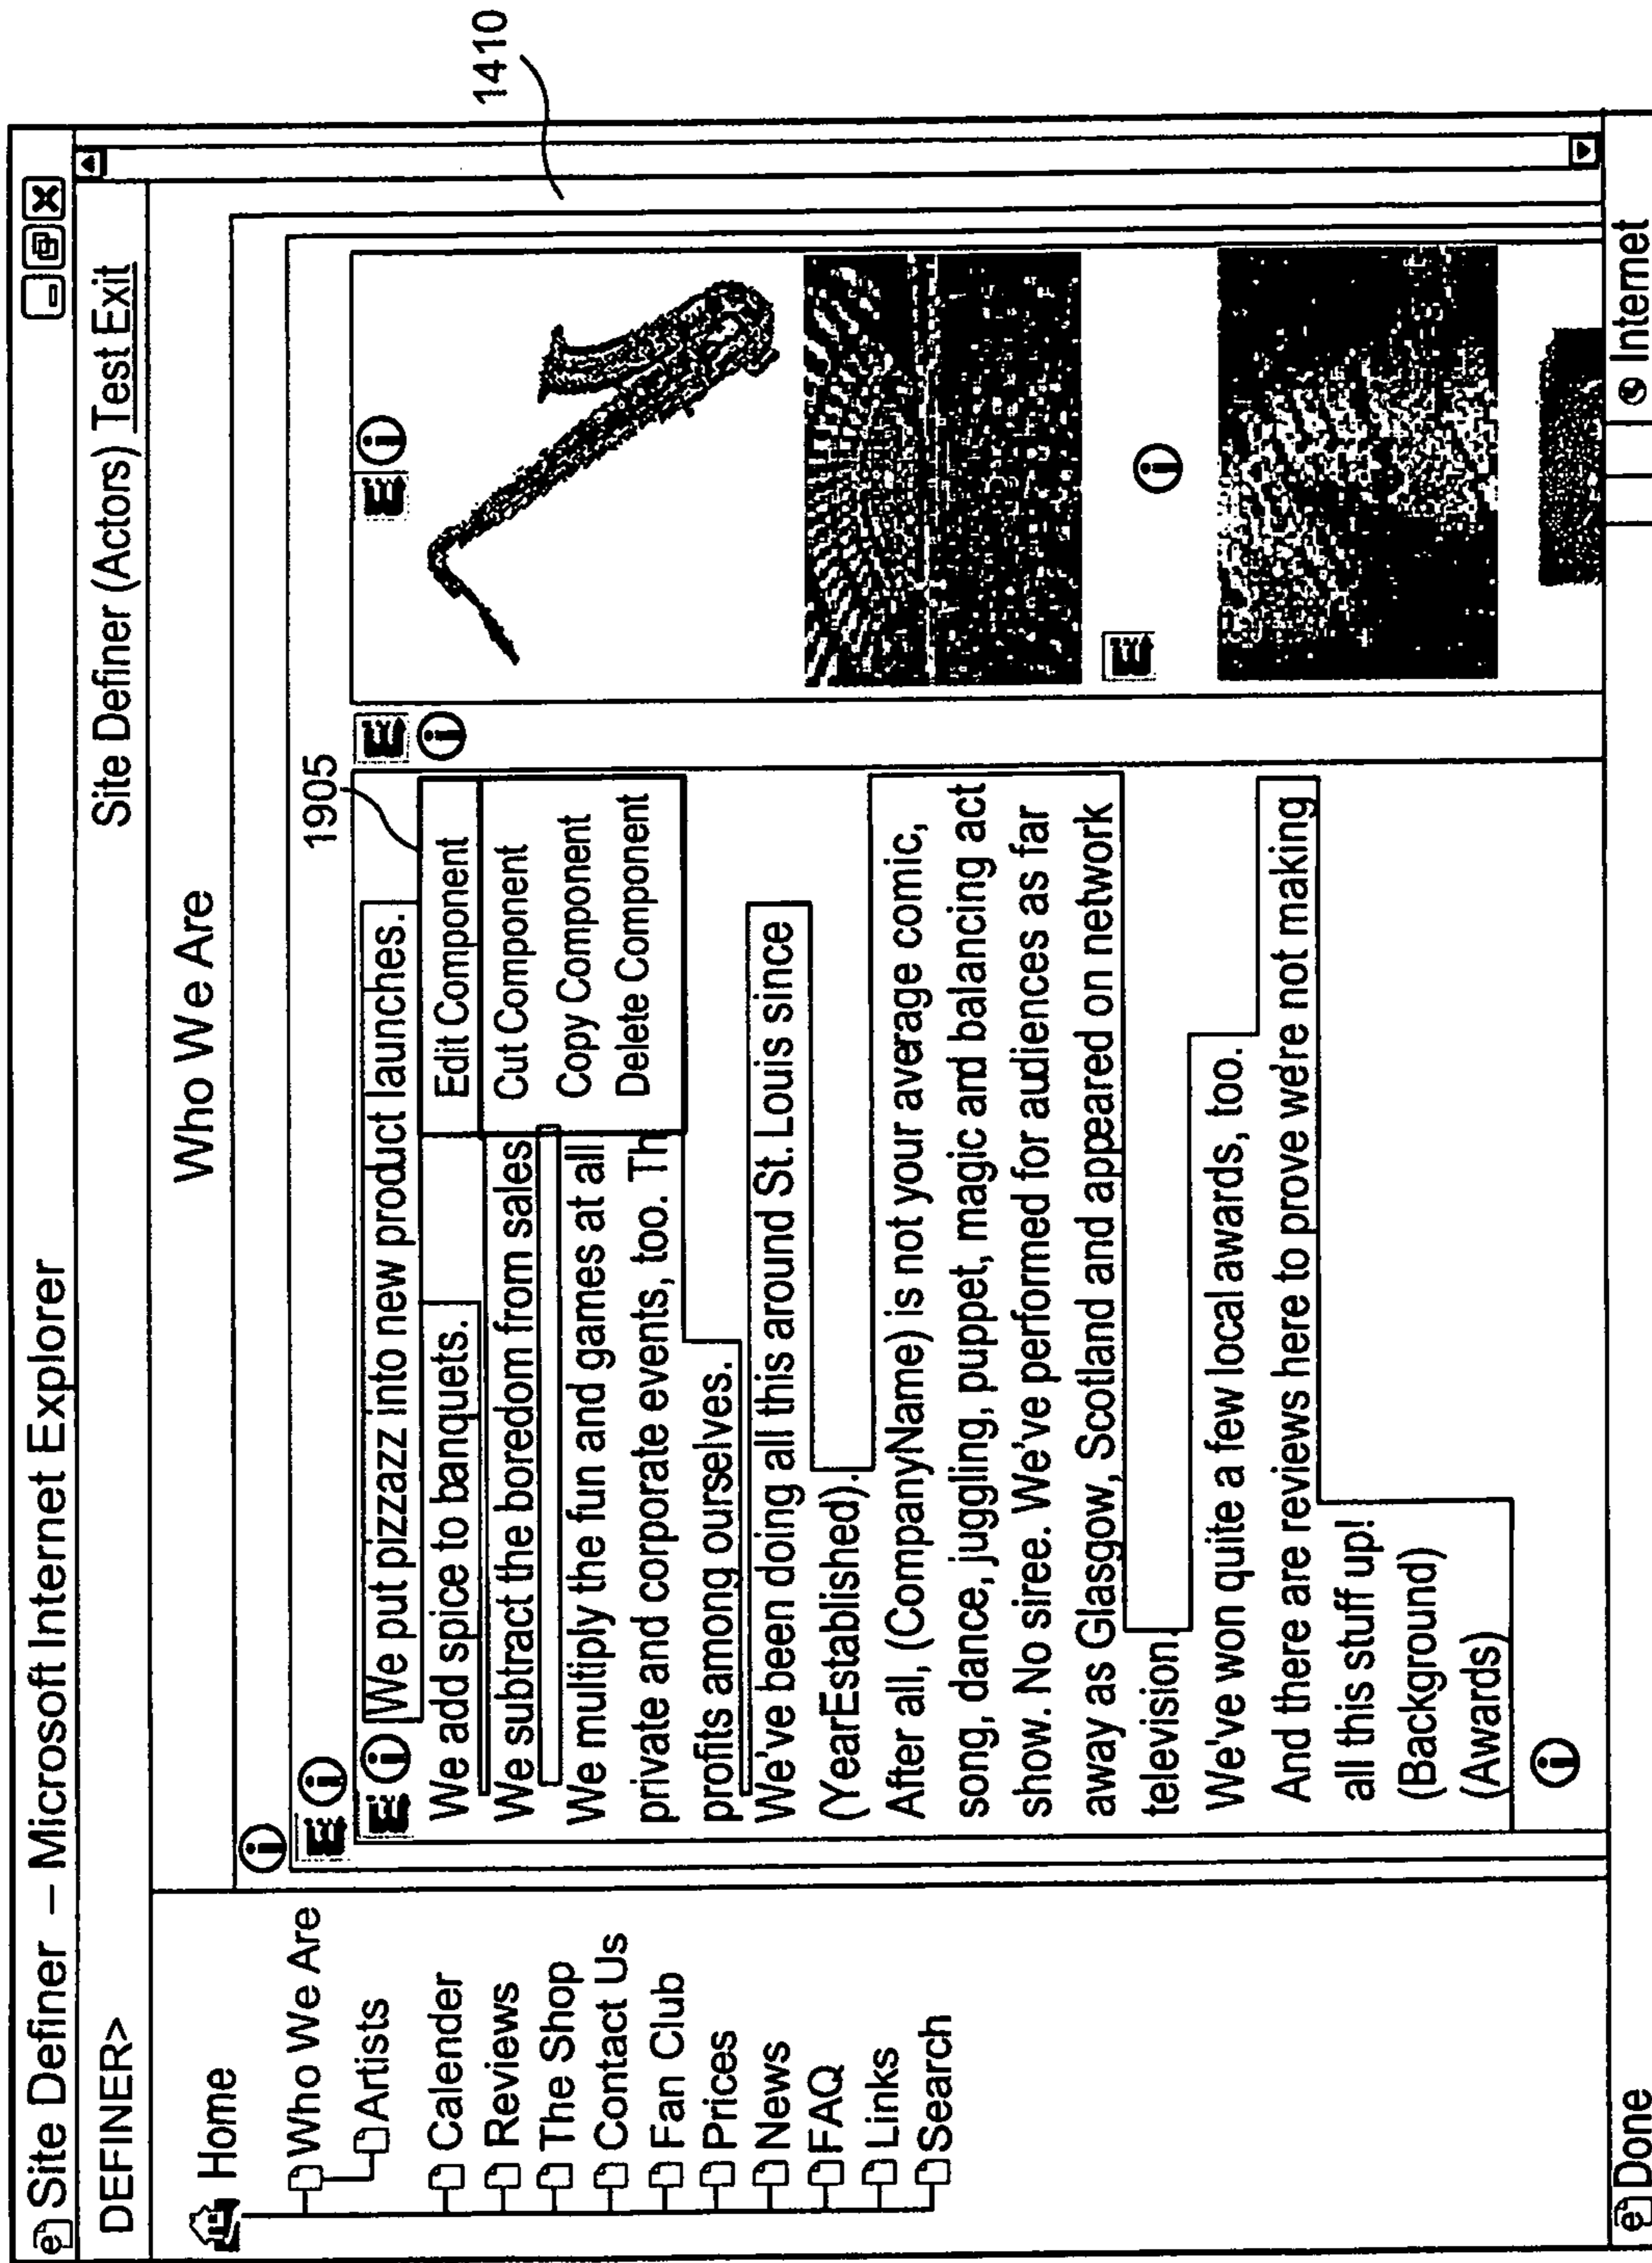 Site Definer – Microsoft Internet Explorer
DEFINER>
Site Definer (Actors) Test Exit
Home
Who We Are
Artists
Calender
Reviews
The Shop
Contact Us
Fan Club
Prices
News
FAQ
Links
Search
Who We Are
1905
1410
We put pizzazz into new product launches.
We add spice to banquets.
We subtract the boredom from sales
We multiply the fun and games at all
private and corporate events, too. Th
profits among ourselves.
Edit Component
Cut Component
Copy Component
Delete Component
We've been doing all this around St. Louis since
(YearEstablished).
After all, (CompanyName) is not your average comic,
song, dance, juggling, puppet, magic and balancing act
show. No siree. We've performed for audiences as far
away as Glasgow, Scotland and appeared on network
television.
We've won quite a few local awards, too.
And there are reviews here to prove we're not making
all this stuff up!
(Background)
(Awards)
E i
E i
E i
E i
E i
i
i
Done
Internet